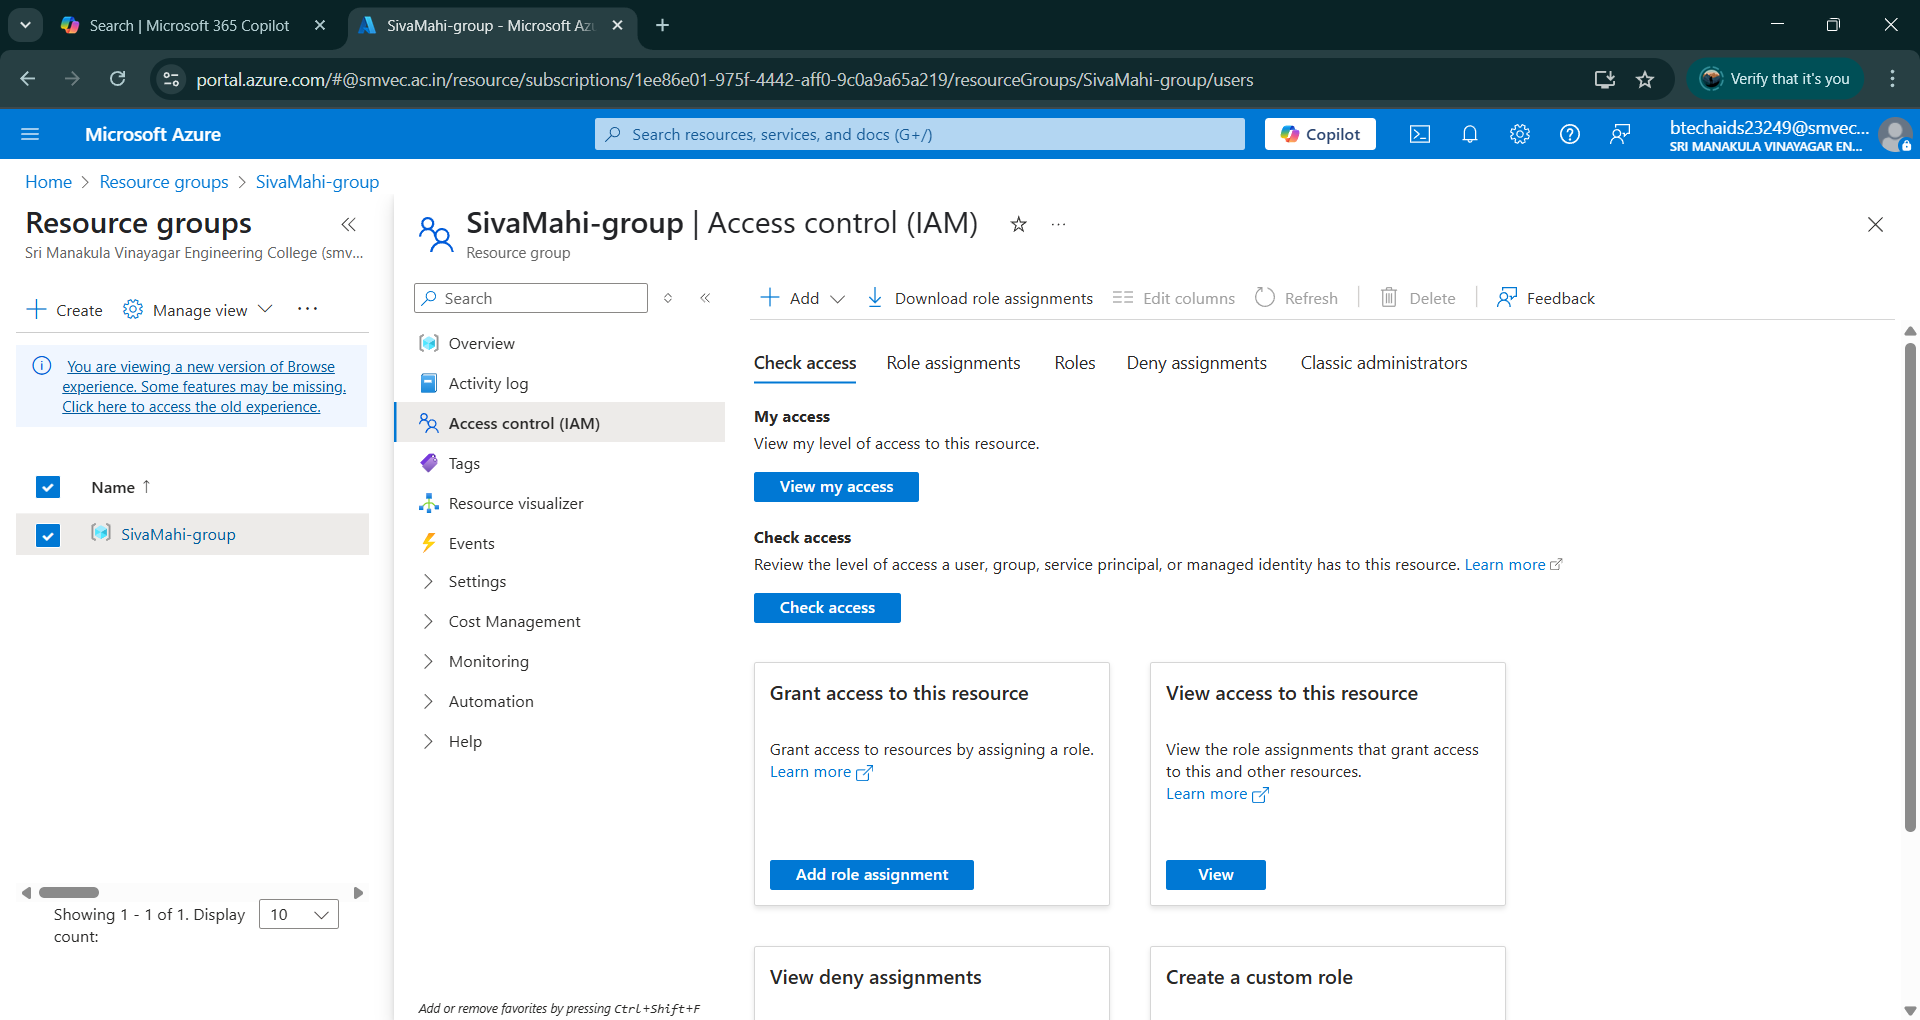 Search | Microsoft 365 Copilot
SivaMahi-group - Microsoft Azu
portal.azure.com/#@smvec.ac.in/resource/subscriptions/1ee86e01-975f-4442-aff0-9c0a9a65a219/resourceGroups/SivaMahi-group/users
Verify that it's you
Microsoft Azure
Search resources, services, and docs (G+/)
Copilot
btechaids23249@smvec...
SRI MANAKULA VINAYAGAR EN...
Home > Resource groups > SivaMahi-group
Resource groups
Sri Manakula Vinayagar Engineering College (smv...
Create
Manage view
You are viewing a new version of Browse
experience. Some features may be missing.
Click here to access the old experience.
Name ↑
SivaMahi-group
Showing 1 - 1 of 1. Display
count:
10
SivaMahi-group | Access control (IAM)
Resource group
Search
Overview
Activity log
Access control (IAM)
Tags
Resource visualizer
Events
Settings
Cost Management
Monitoring
Automation
Help
Add or remove favorites by pressing Ctrl+Shift+F
Add
Download role assignments
Edit columns
Refresh
Delete
Feedback
Check access
Role assignments
Roles
Deny assignments
Classic administrators
My access
View my level of access to this resource.
View my access
Check access
Review the level of access a user, group, service principal, or managed identity has to this resource. Learn more
Check access
Grant access to this resource
Grant access to resources by assigning a role.
Learn more
Add role assignment
View access to this resource
View the role assignments that grant access
to this and other resources.
Learn more
View
View deny assignments
Create a custom role